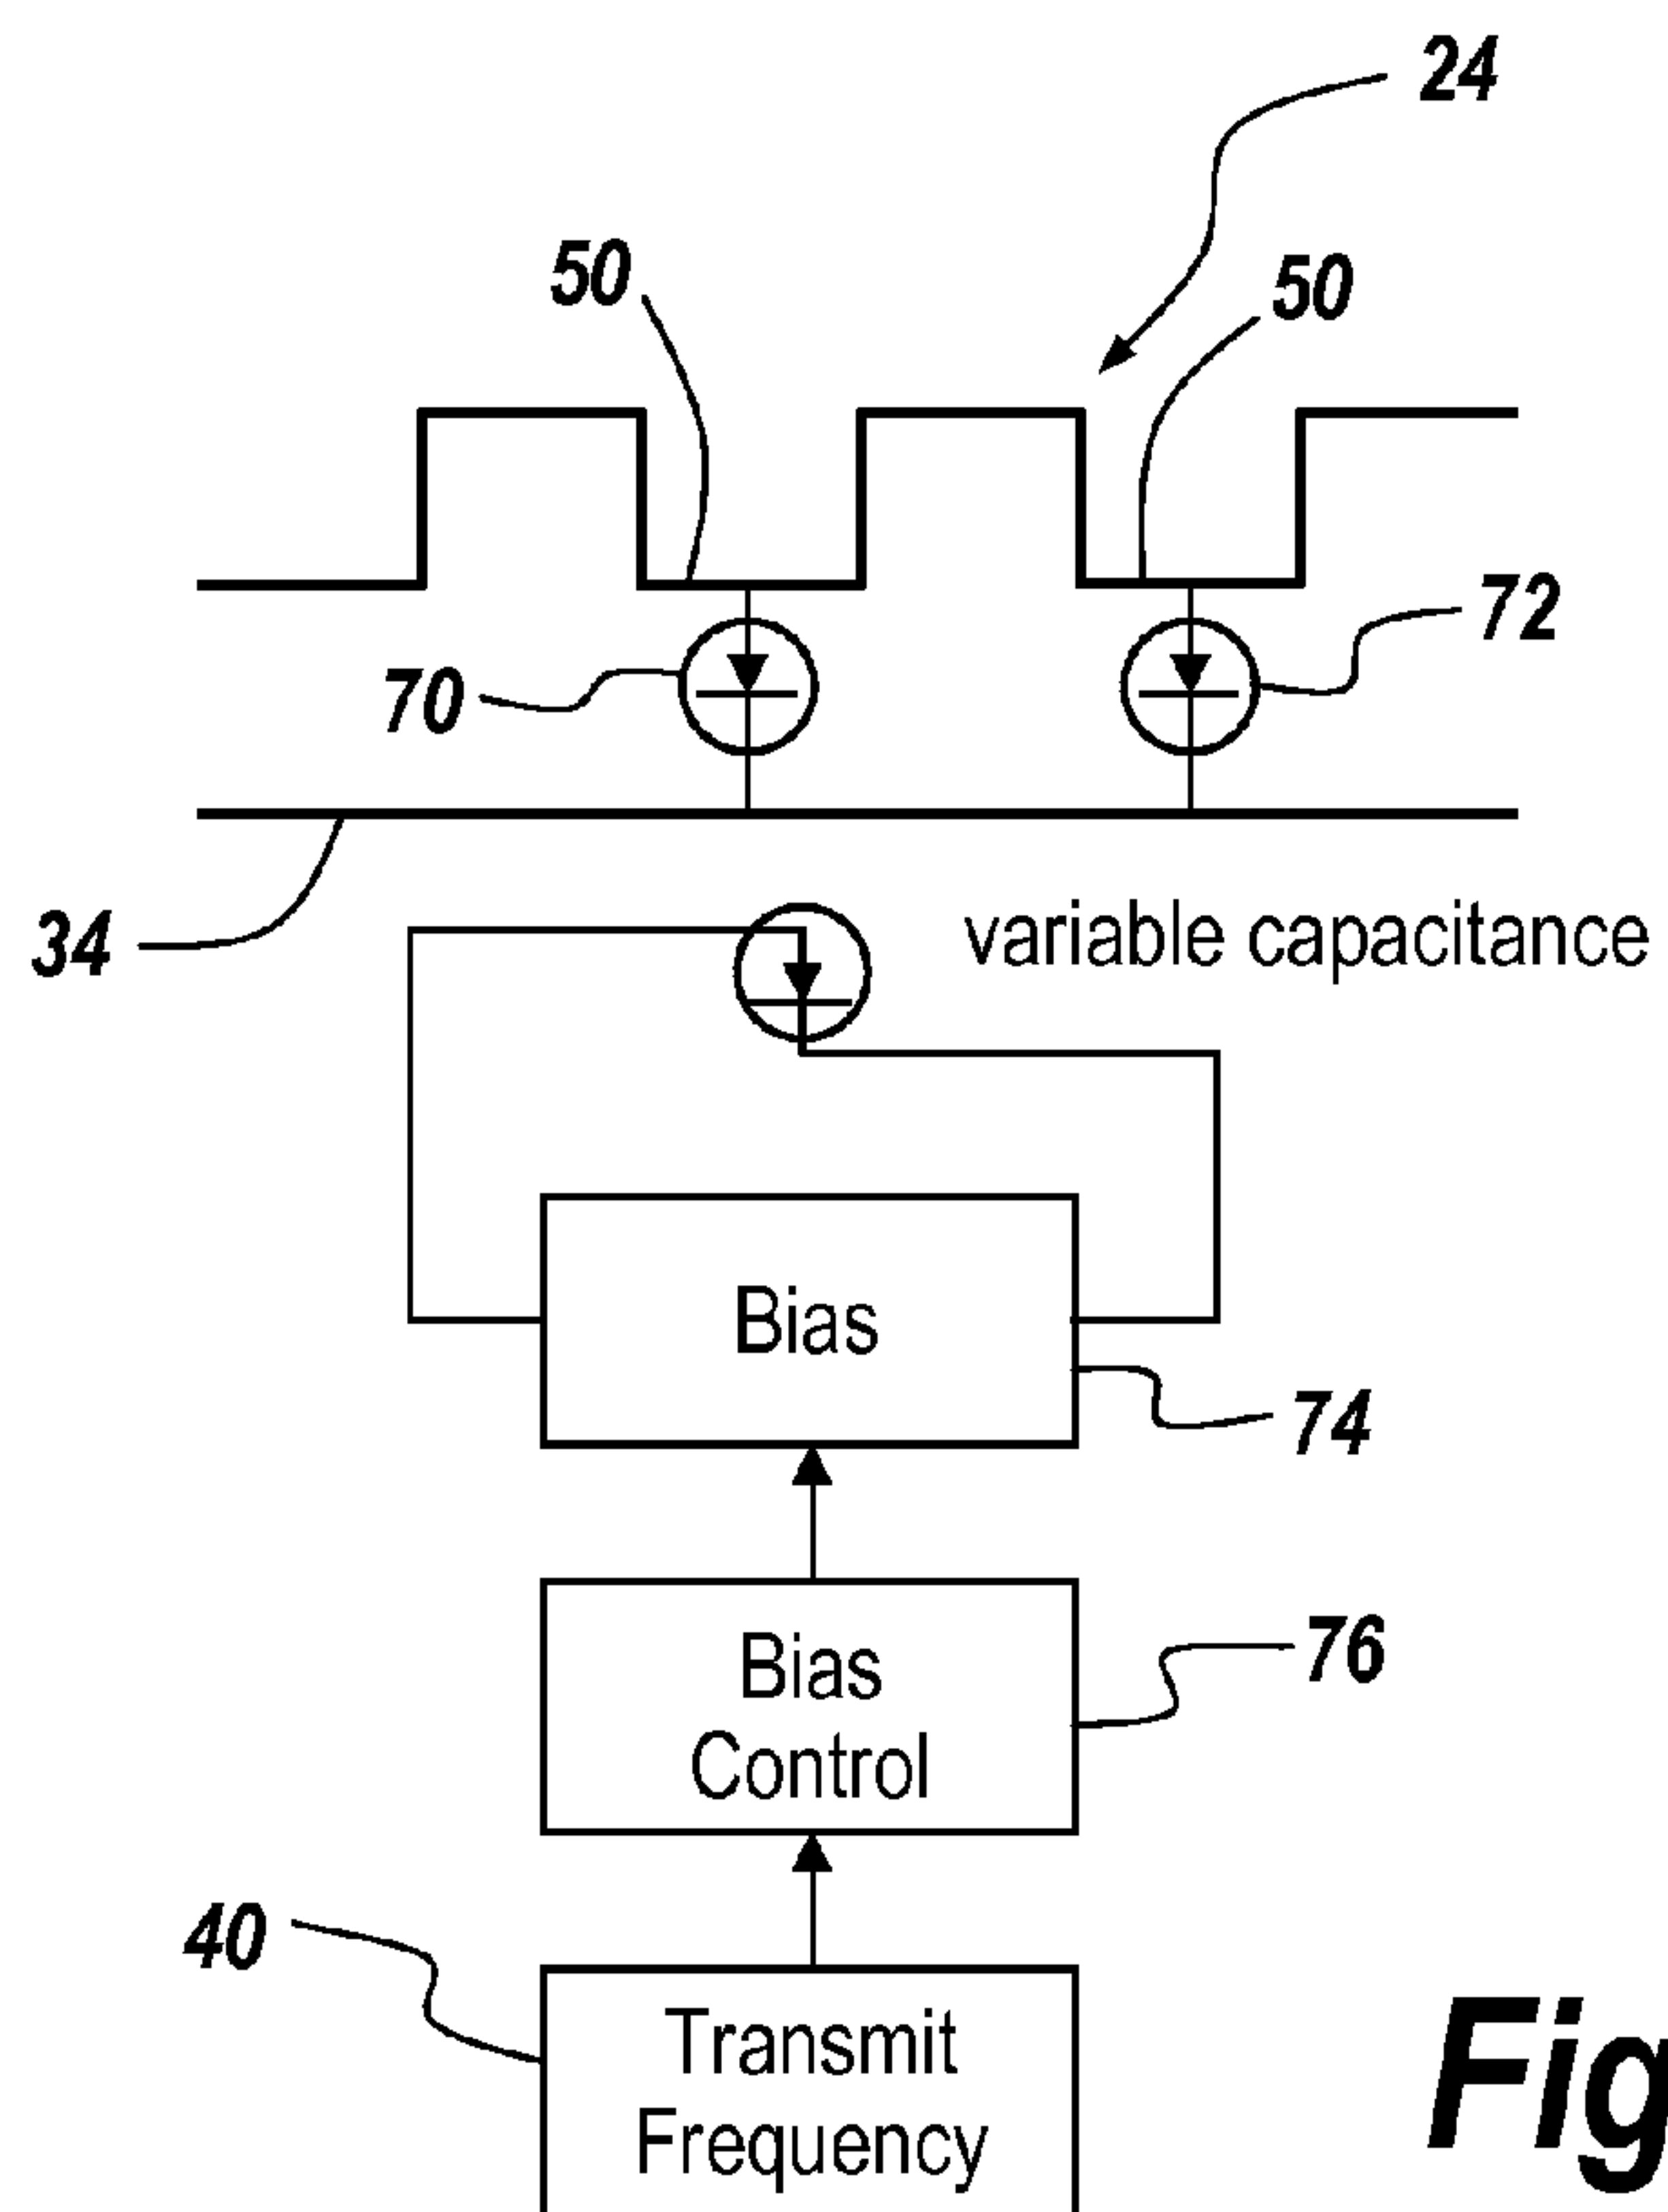 24
50
50
72
70
34
variable capacitance
Bias
74
Bias
Control
76
40
Transmit
Frequency
Fig